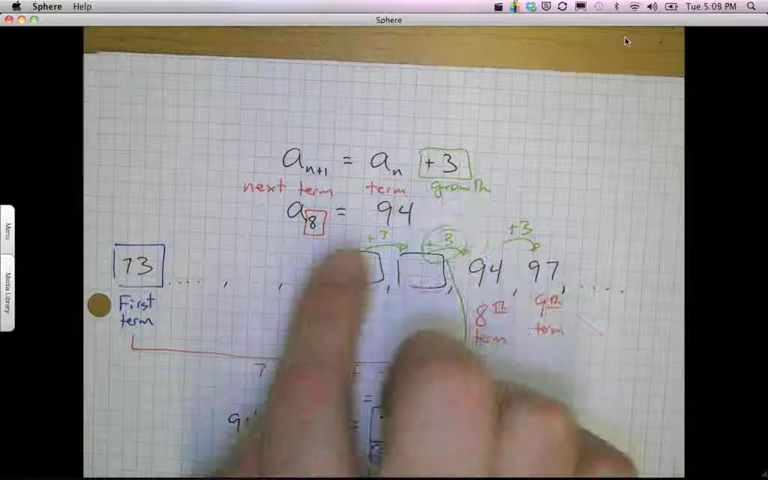 Sphere Help
Tue 5:08 PM
Sphere
Menu
Media Library
aₙ₊₁ = aₙ +3
next term term growth
a₈ = 94
+3 +3 +3
73 ...., , , , , 94, 97, .....
First term
8th term
9th term
7
=
=